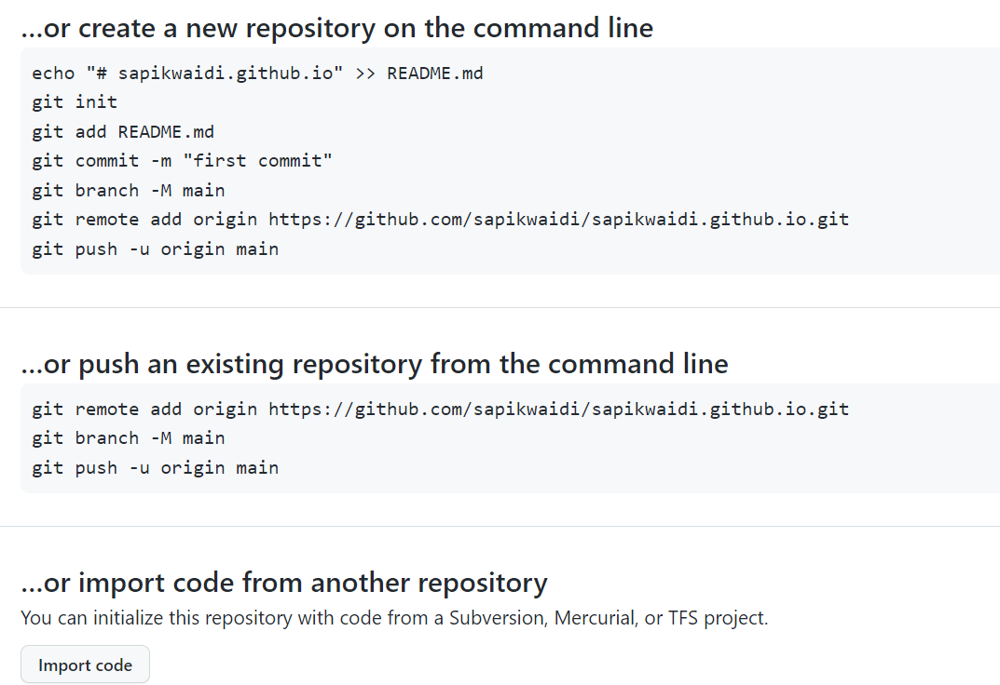 ...or create a new repository on the command line
echo "# sapikwaidi.github.io" >> README.md
git init
git add README.md
git commit -m "first commit"
git branch -M main
git remote add origin https://github.com/sapikwaidi/sapikwaidi.github.io.git
git push -u origin main
...or push an existing repository from the command line
git remote add origin https://github.com/sapikwaidi/sapikwaidi.github.io.git
git branch -M main
git push -u origin main
...or import code from another repository
You can initialize this repository with code from a Subversion, Mercurial, or TFS project.
Import code